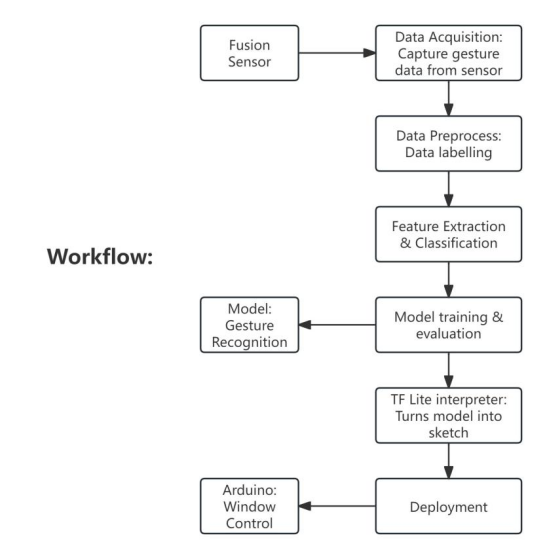 Fusion
Sensor
Data Acquisition:
Capture gesture
data from sensor
Data Preprocess:
Data labelling
Feature Extraction
& Classification
Workflow:
Model:
Gesture
Recognition
Model training &
evaluation
TF Lite interpreter:
Turns model into
sketch
Arduino:
Window
Control
Deployment